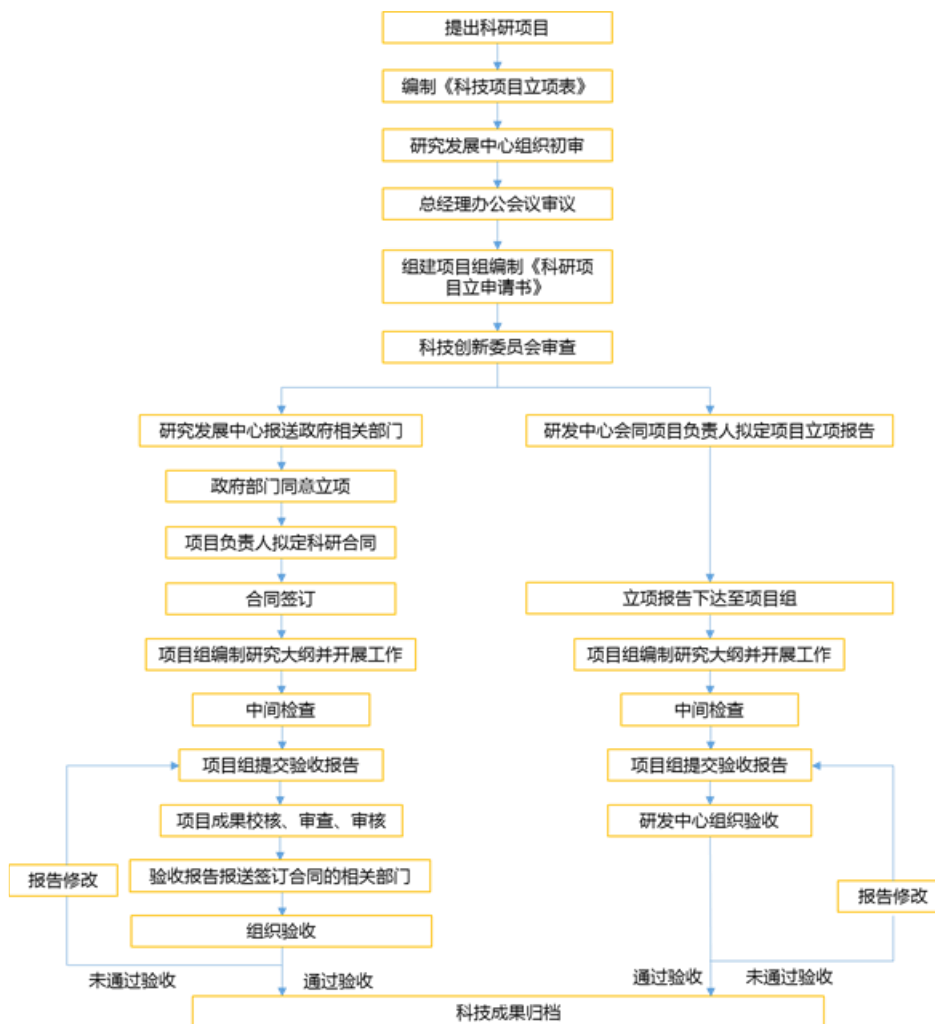 提出科研项目
编制《科技项目立项表》
研究发展中心组织初审
总经理办公会议审议
组建项目组编制《科研项
目立申请书》
科技创新委员会审查
研究发展中心报送政府相关部门
研发中心会同项目负责人拟定项目立项报告
政府部门同意立项
项目负责人拟定科研合同
合同签订
立项报告下达至项目组
项目组编制研究大纲并开展工作
项目组编制研究大纲并开展工作
中间检查
中间检查
项目组提交验收报告
项目组提交验收报告
项目成果校核、审查、审核
研发中心组织验收
报告修改
验收报告报送签订合同的相关部门
报告修改
组织验收
未通过验收
通过验收
通过验收
未通过验收
科技成果归档